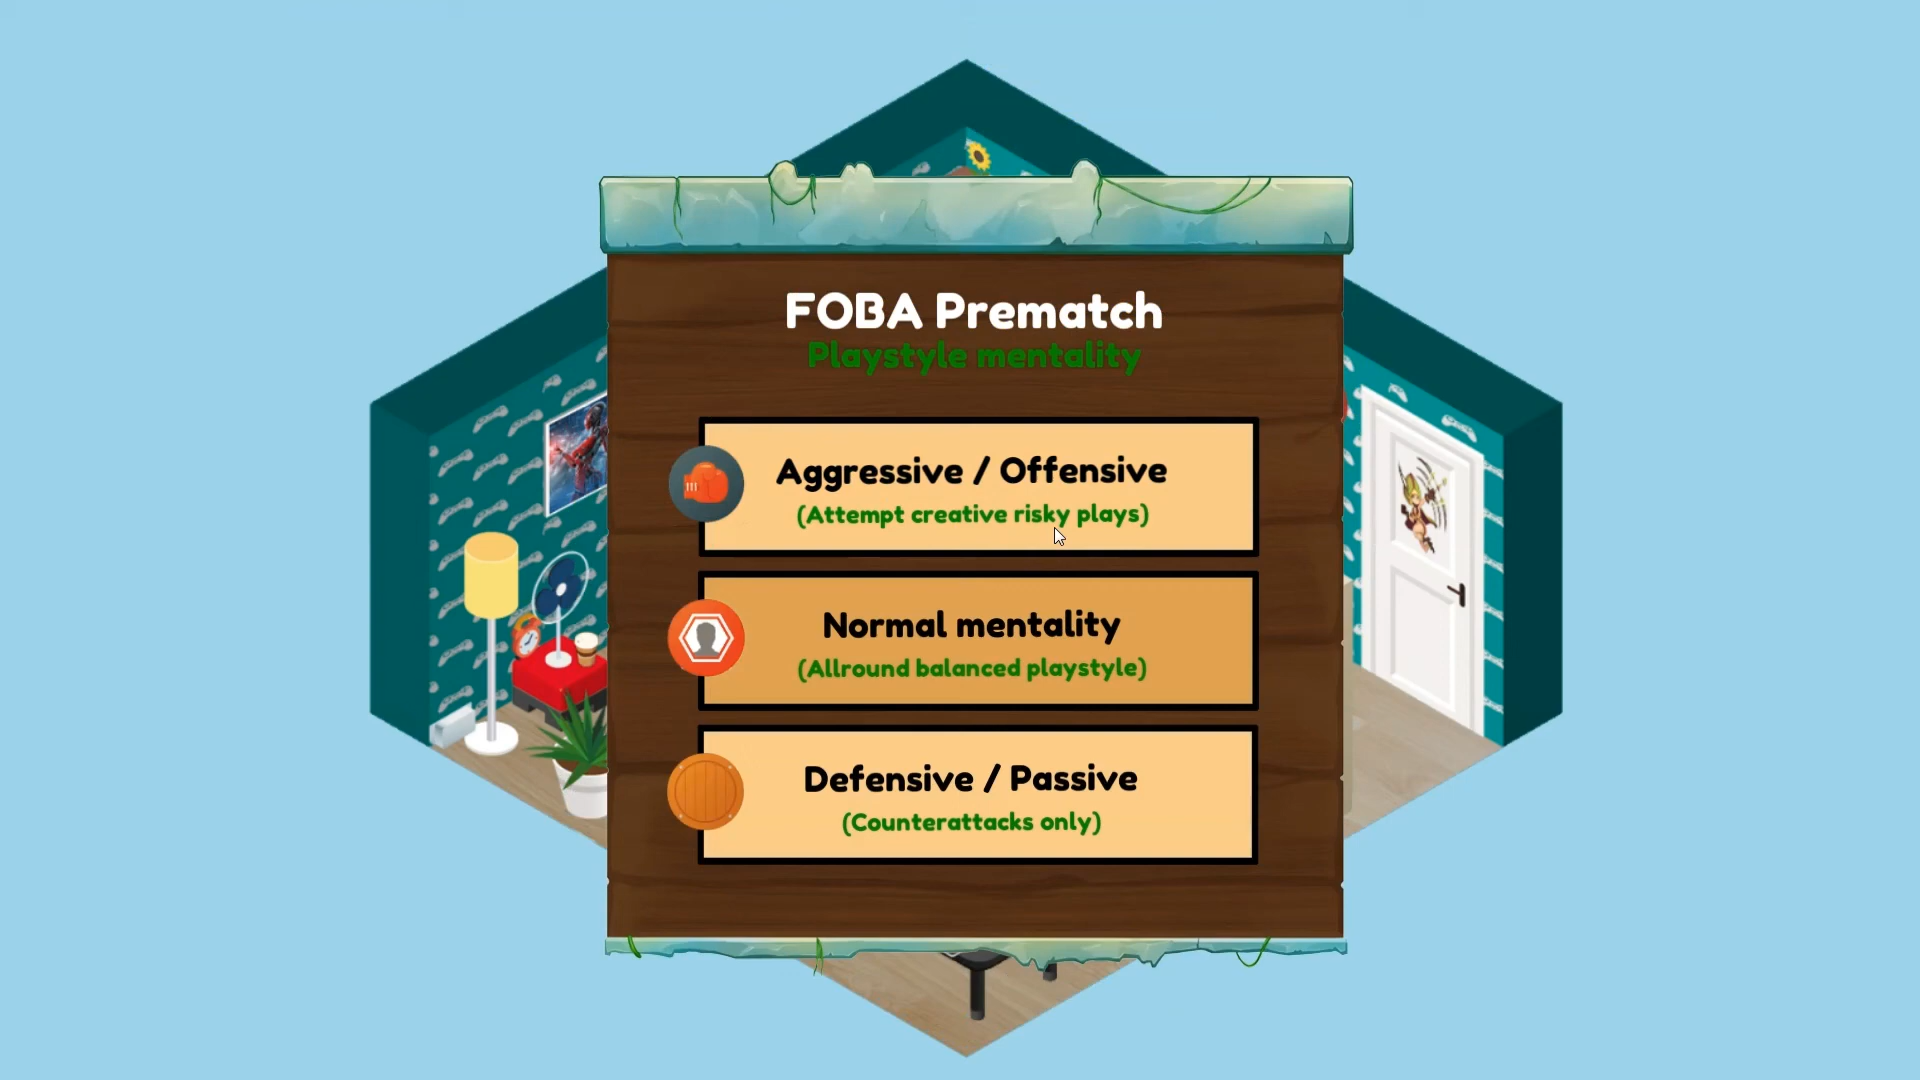 FOBA Prematch
Playstyle mentality
Aggressive / Offensive
(Attempt creative risky plays)
Normal mentality
(Allround balanced playstyle)
Defensive / Passive
(Counterattacks only)